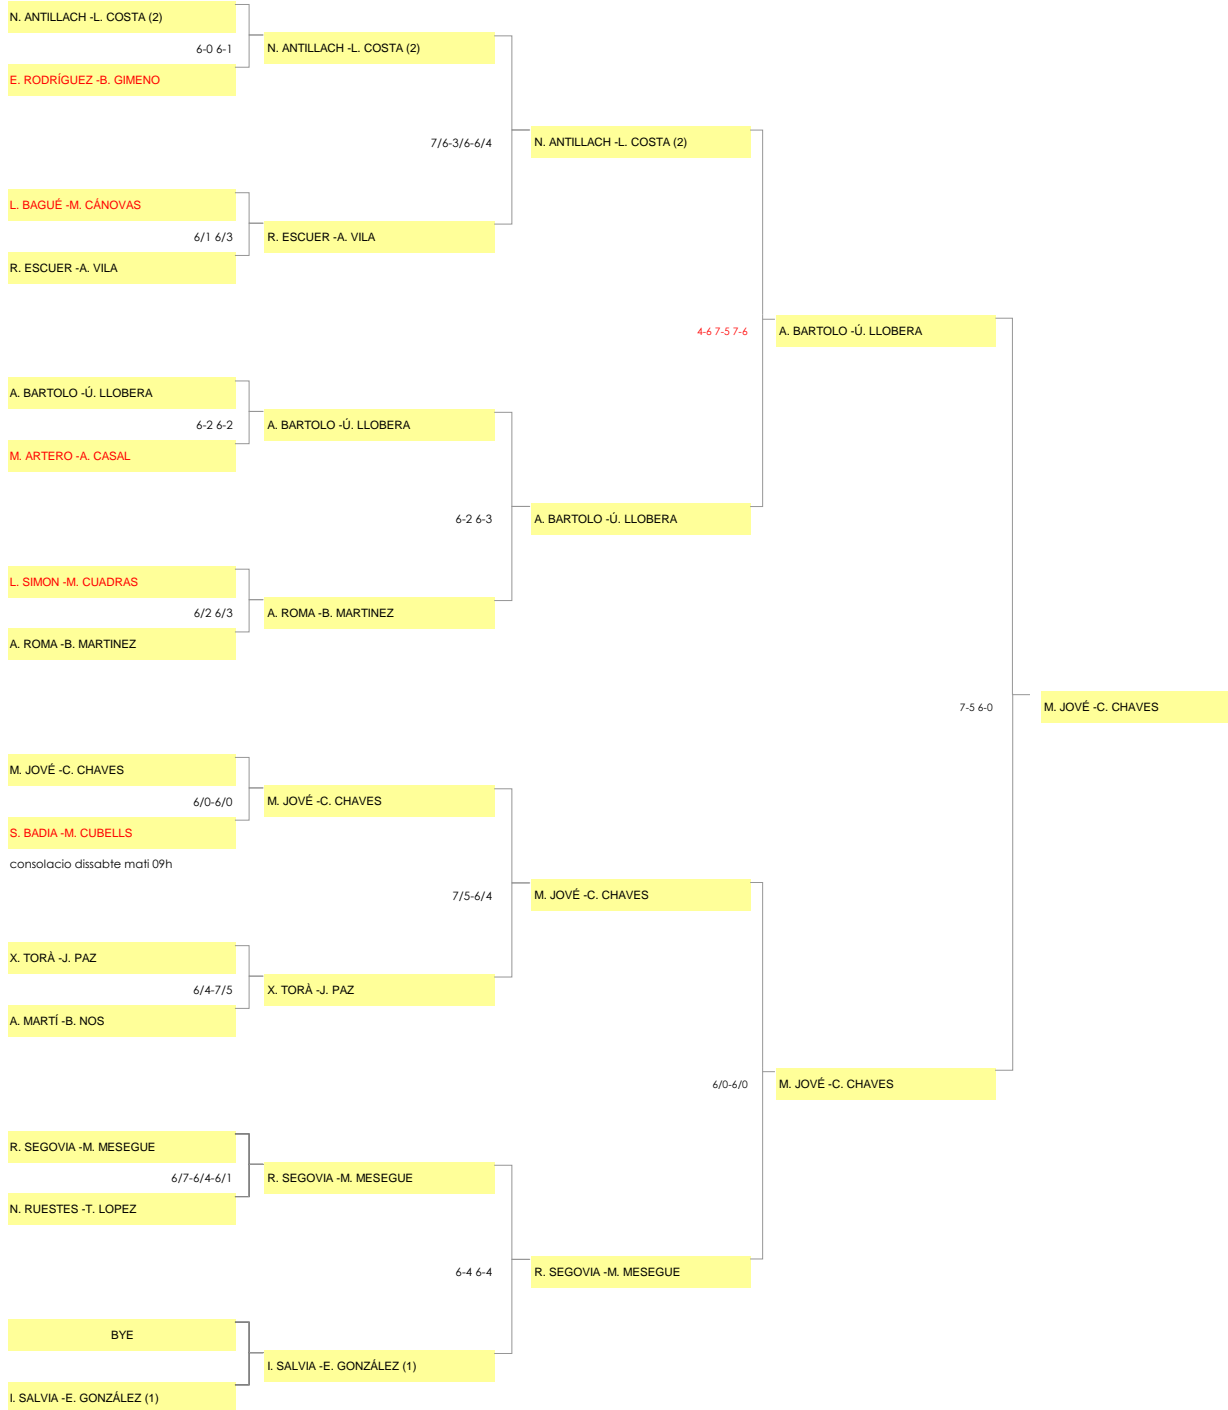 N. ANTILLACH -L. COSTA (2)
6-0 6-1
N. ANTILLACH -L. COSTA (2)
E. RODRÍGUEZ -B. GIMENO
7/6-3/6-6/4
N. ANTILLACH -L. COSTA (2)
L. BAGUÉ -M. CÁNOVAS
6/1 6/3
R. ESCUER -A. VILA
R. ESCUER -A. VILA
4-6 7-5 7-6
A. BARTOLO -Ú. LLOBERA
A. BARTOLO -Ú. LLOBERA
6-2 6-2
A. BARTOLO -Ú. LLOBERA
M. ARTERO -A. CASAL
6-2 6-3
A. BARTOLO -Ú. LLOBERA
L. SIMON -M. CUADRAS
6/2 6/3
A. ROMA -B. MARTINEZ
A. ROMA -B. MARTINEZ
7-5 6-0
M. JOVÉ -C. CHAVES
M. JOVÉ -C. CHAVES
6/0-6/0
M. JOVÉ -C. CHAVES
S. BADIA -M. CUBELLS
consolacio dissabte mati 09h
7/5-6/4
M. JOVÉ -C. CHAVES
X. TORÀ -J. PAZ
6/4-7/5
X. TORÀ -J. PAZ
A. MARTÍ -B. NOS
6/0-6/0
M. JOVÉ -C. CHAVES
R. SEGOVIA -M. MESEGUE
6/7-6/4-6/1
R. SEGOVIA -M. MESEGUE
N. RUESTES -T. LOPEZ
6-4 6-4
R. SEGOVIA -M. MESEGUE
BYE
I. SALVIA -E. GONZÁLEZ (1)
I. SALVIA -E. GONZÁLEZ (1)